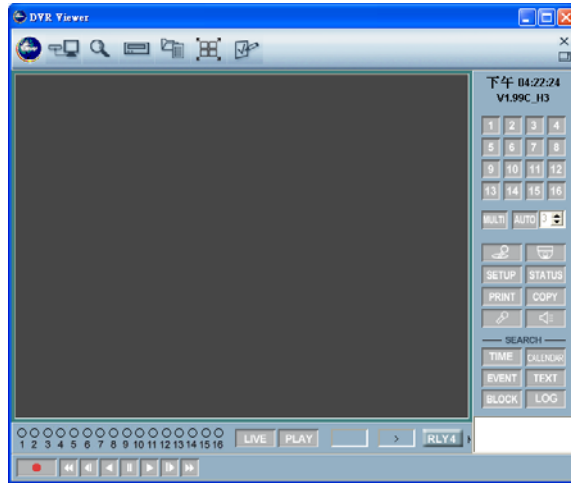 DVR Viewer
下午 04:22:24
V1.99C_H3
1 2 3 4
5 6 7 8
9 10 11 12
13 14 15 16
MULTI AUTO 3
SETUP STATUS
PRINT COPY
SEARCH
TIME CALENDAR
EVENT TEXT
BLOCK LOG
1 2 3 4 5 6 7 8 9 10 11 12 13 14 15 16
LIVE PLAY > RLY4